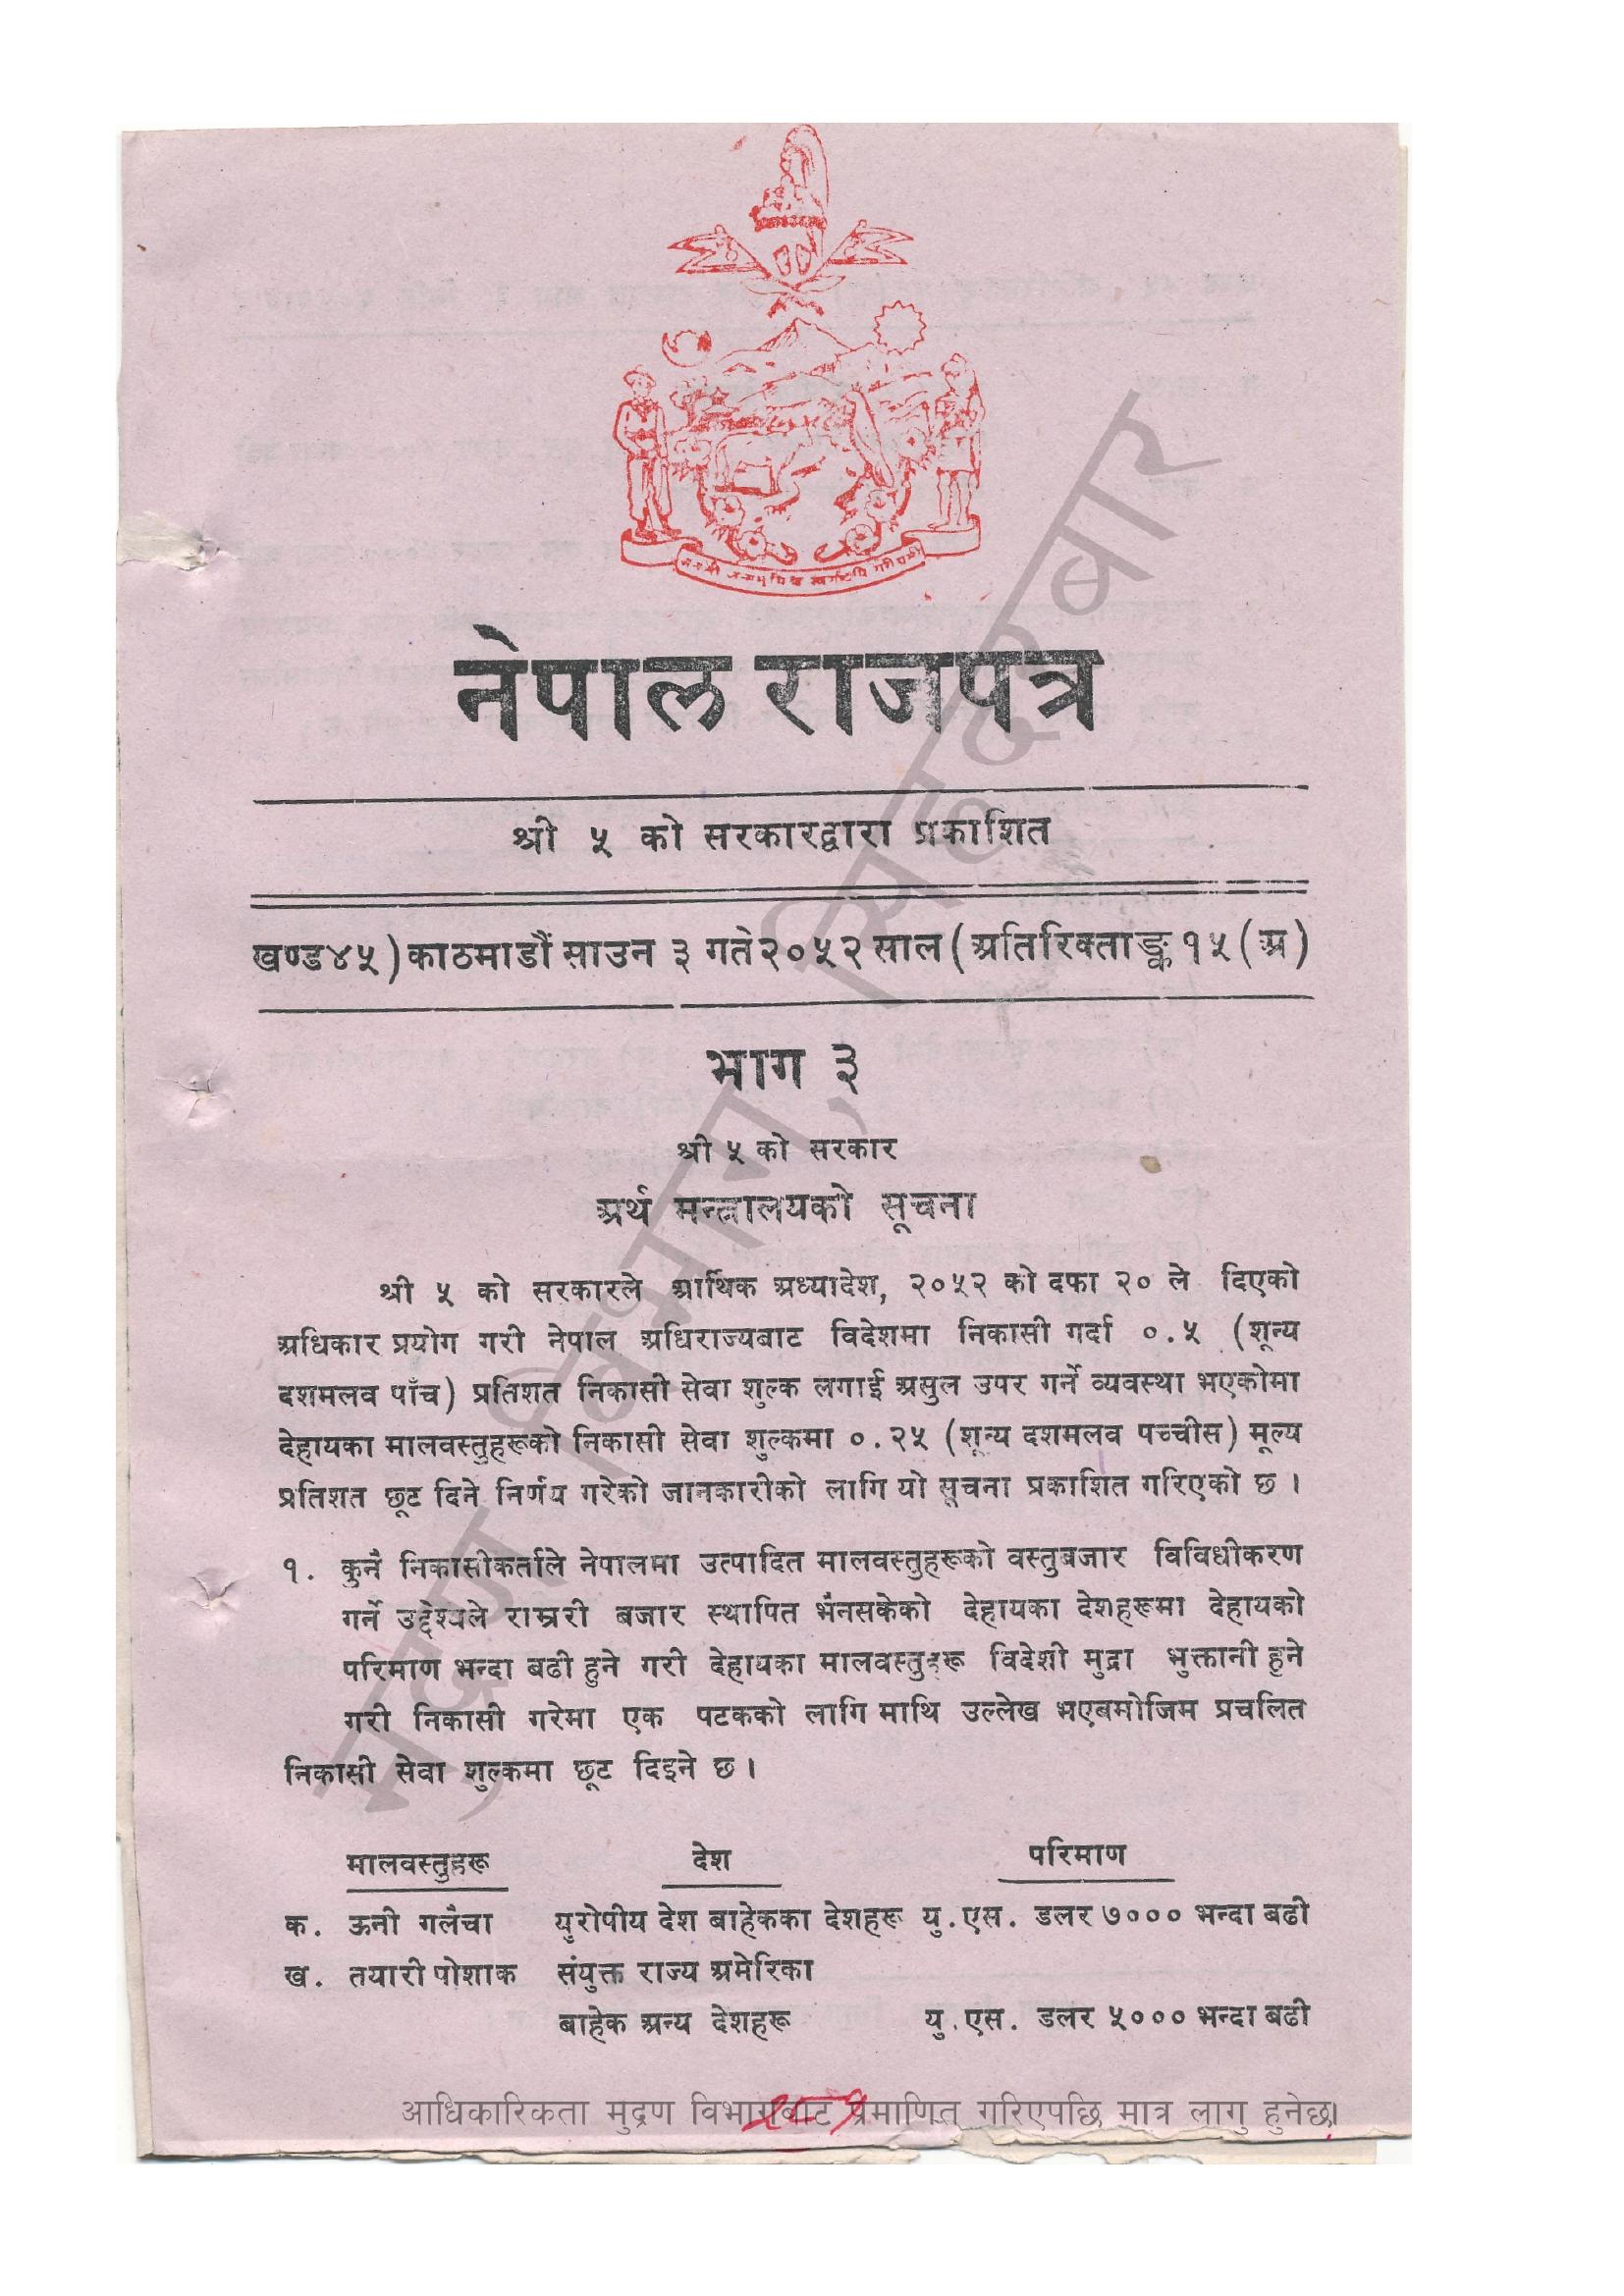 नेपाल राजपत्र
श्री ५ को सरकारद्वारा प्रकाशित
खण्ड ४५) काठमाडौं साउन ३ गते २०५२ साल (अतिरिक्ताङ्क १५ (अ)
भाग ३
श्री ५ को सरकार
अर्थ मन्त्रालयको सूचना
श्री ५ को सरकारले आर्थिक अध्यादेश, २०५२ को दफा २० ले दिएको
अधिकार प्रयोग गरी नेपाल अधिराज्यबाट विदेशमा निकासी गर्दा ०.५ (शून्य
दशमलव पाँच) प्रतिशत निकासी सेवा शुल्क लगाई असुल उपर गर्ने व्यवस्था भएकोमा
देहायका मालवस्तुहरूको निकासी सेवा शुल्कमा ०.२५ (शून्य दशमलव पच्चीस) मूल्य
प्रतिशत छूट दिने निर्णय गरेको जानकारीको लागि यो सूचना प्रकाशित गरिएको छ ।
१. कुनै निकासीकर्ताले नेपालमा उत्पादित मालवस्तुहरूको वस्तुबजार विविधीकरण
गर्ने उद्देश्यले राम्ररी बजार स्थापित भैनसकेको देहायका देशहरूमा देहायको
परिमाण भन्दा बढी हुने गरी देहायका मालवस्तुहरू विदेशी मुद्रा भुक्तानी हुने
गरी निकासी गरेमा एक पटकको लागि माथि उल्लेख भएबमोजिम प्रचलित
निकासी सेवा शुल्कमा छूट दिइने छ ।
मालवस्तुहरू देश परिमाण
क. ऊनी गलैंचा युरोपीय देश बाहेकका देशहरू यु.एस. डलर ७००० भन्दा बढी
ख. तयारी पोशाक संयुक्त राज्य अमेरिका
बाहेक अन्य देशहरू यु.एस. डलर ५००० भन्दा बढी
आधिकारिकता मुद्रण विभागबाट प्रमाणित गरिएपछि मात्र लागु हुनेछ।
मुद्रण विभाग, सिंहदरबार